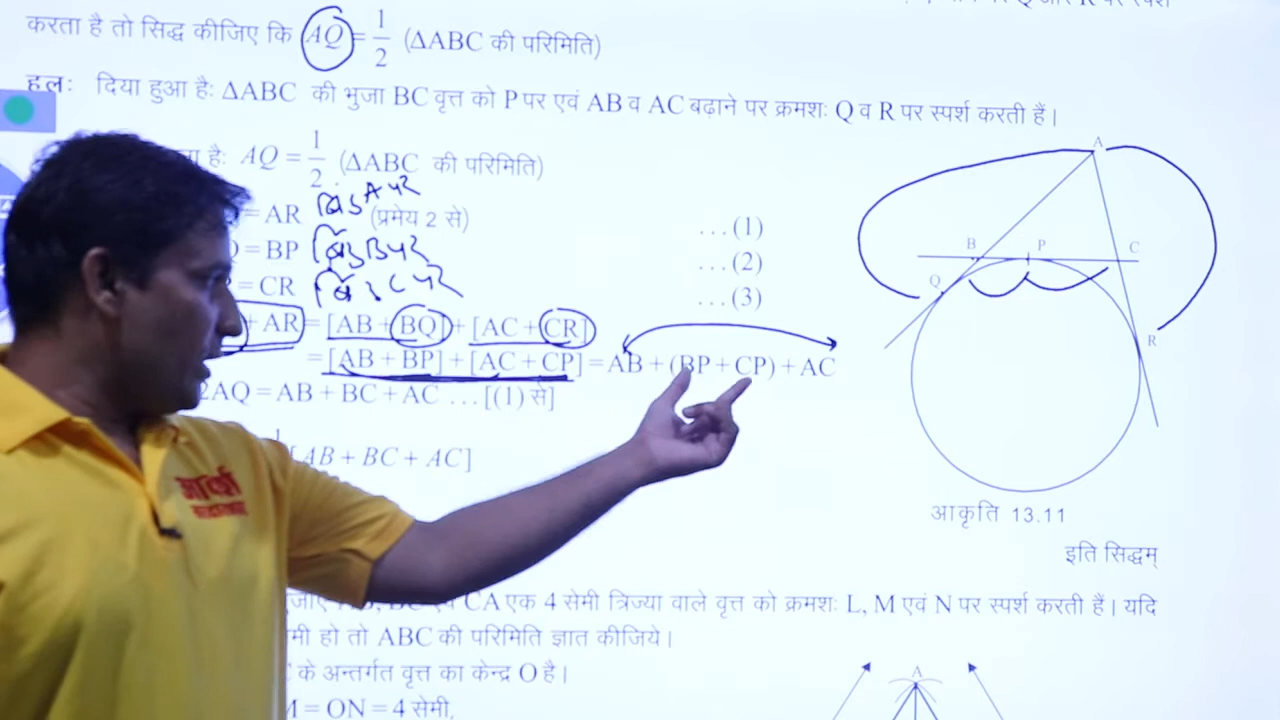 करता है तो सिद्ध कीजिए कि AQ = 1/2 (ΔABC की परिमिति)
हल: दिया हुआ है: ΔABC की भुजा BC वृत्त को P पर एवं AB व AC बढ़ाने पर क्रमश: Q व R पर स्पर्श करती हैं।
है: AQ = 1/2 (ΔABC की परिमिति)
= AR बिंदु A पर (प्रमेय 2 से) ...(1)
= BP बिंदु B पर ...(2)
= CR बिंदु C पर ...(3)
+ AR = [AB + BQ] + [AC + CR]
= [AB + BP] + [AC + CP] = AB + (BP + CP) + AC
2AQ = AB + BC + AC ... [(1) से]
[AB + BC + AC]
A
B P C
Q
R
आकृति 13.11
इति सिद्धम्
CA एक 4 सेमी त्रिज्या वाले वृत्त को क्रमश: L, M एवं N पर स्पर्श करती हैं। यदि
मी हो तो ABC की परिमिति ज्ञात कीजिये।
के अन्तर्गत वृत्त का केन्द्र O है।
= ON = 4 सेमी,
A